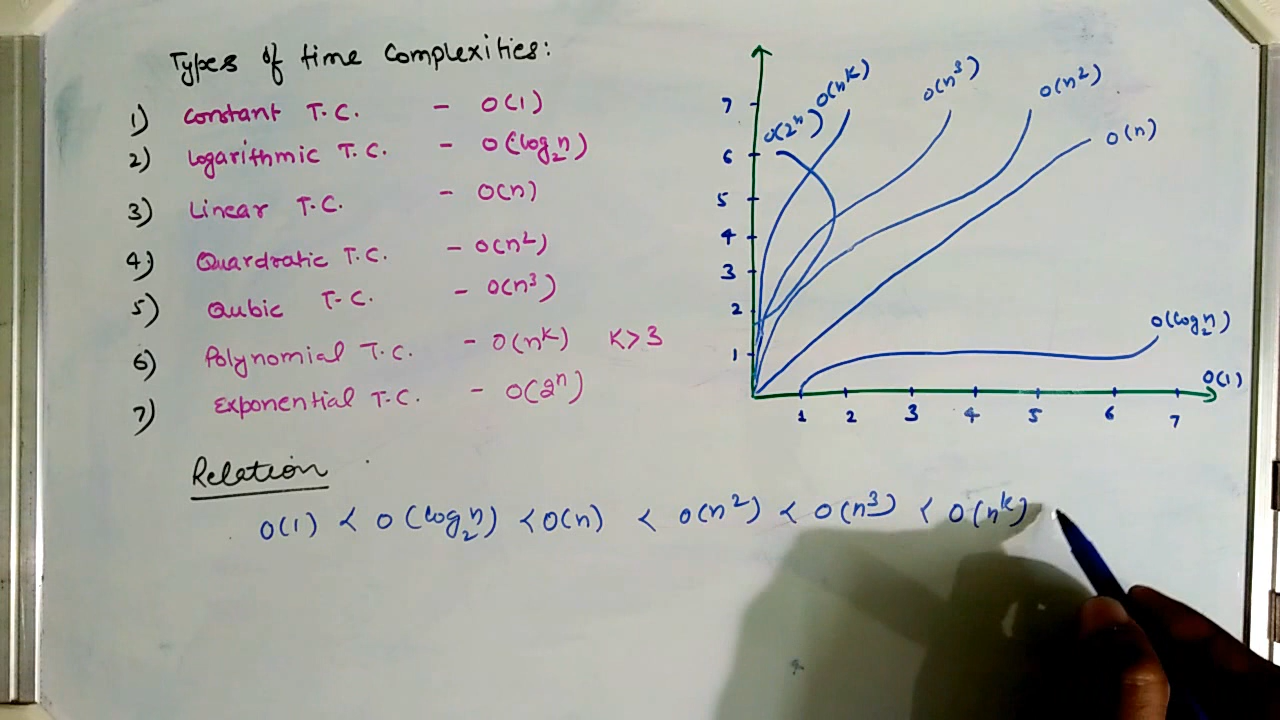 Types of time complexities:
1) Constant T.C. - O(1)
2) Logarithmic T.C. - O(log₂n)
3) Linear T.C. - O(n)
4) Quardratic T.C. - O(n²)
5) Qubic T.C. - O(n³)
6) Polynomial T.C. - O(nᵏ) K>3
7) Exponential T.C. - O(2ⁿ)
O(2ⁿ) O(nᵏ) O(n³) O(n²) O(n)
O(log₂n)
O(1)
7
6
5
4
3
2
1
1 2 3 4 5 6 7
Relation
O(1) < O(log₂n) < O(n) < O(n²) < O(n³) < O(nᵏ)